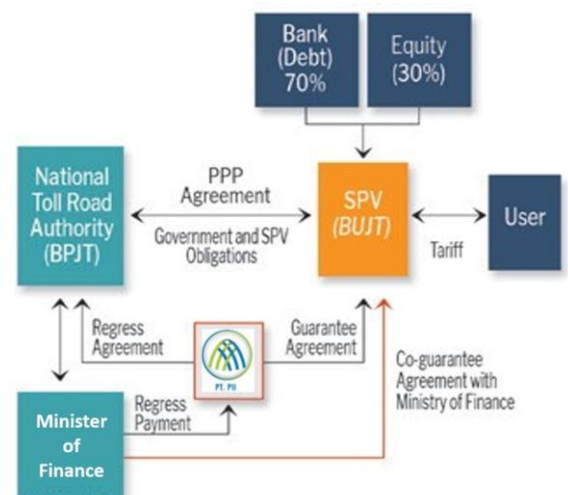 Bank
(Debt)
70%
Equity
(30%)
National
Toll Road
Authority
(BPJT)
PPP
Agreement
Government and SPV
Obligations
SPV
(BUJT)
Tariff
User
Regress
Agreement
PT. PII
Guarantee
Agreement
Co-guarantee
Agreement with
Ministry of Finance
Regress
Payment
Minister
of
Finance